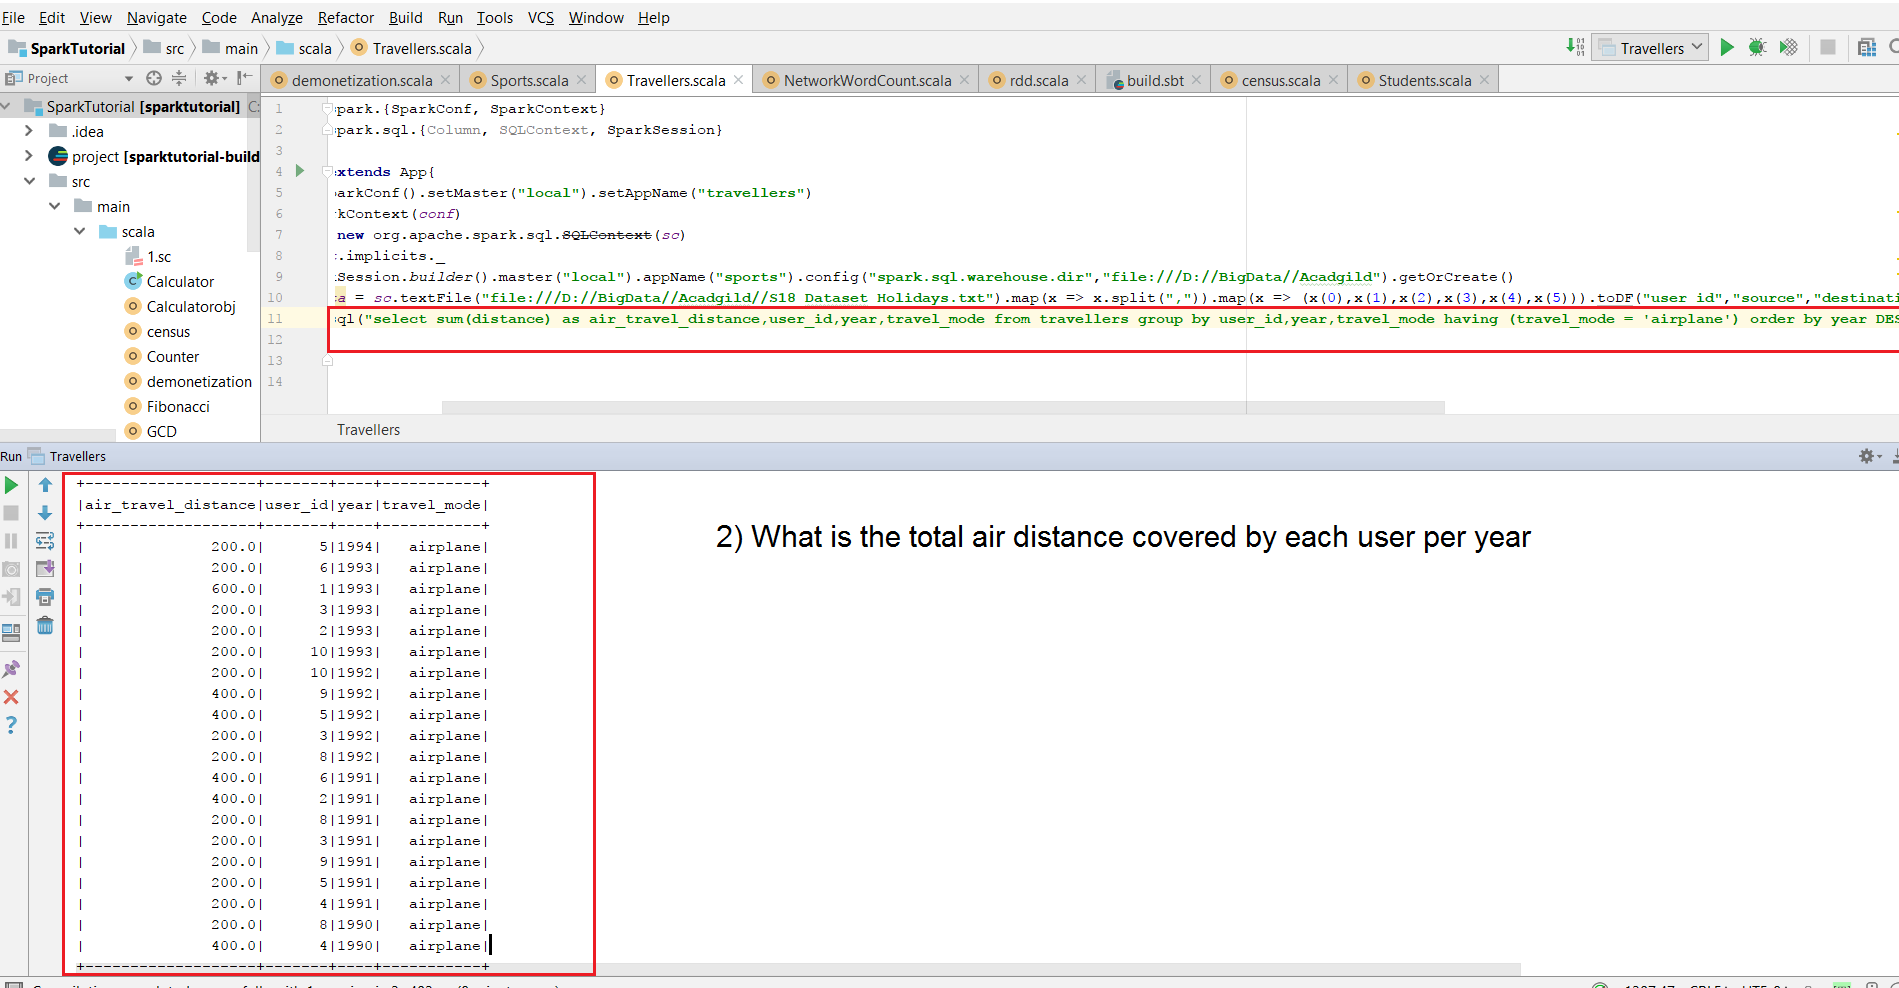 File Edit View Navigate Code Analyze Refactor Build Run Tools VCS Window Help
SparkTutorial src main scala Travellers.scala
Travellers
Project
demonetization.scala Sports.scala Travellers.scala NetworkWordCount.scala rdd.scala build.sbt census.scala Students.scala
SparkTutorial [sparktutorial] C:
.idea
project [sparktutorial-build
src
main
scala
1.sc
Calculator
Calculatorobj
census
Counter
demonetization
Fibonacci
GCD
1 park.{SparkConf, SparkContext}
2 park.sql.{Column, SQLContext, SparkSession}
3
4 extends App{
5 arkConf().setMaster("local").setAppName("travellers")
6 kContext(conf)
7 new org.apache.spark.sql.SQLContext(sc)
8 .implicits._
9 Session.builder().master("local").appName("sports").config("spark.sql.warehouse.dir","file:///D://BigData//Acadgild").getOrCreate()
10 a = sc.textFile("file:///D://BigData//Acadgild//S18 Dataset Holidays.txt").map(x => x.split(",")).map(x => (x(0),x(1),x(2),x(3),x(4),x(5))).toDF("user id","source","destinati
11 ql("select sum(distance) as air_travel_distance,user_id,year,travel_mode from travellers group by user_id,year,travel_mode having (travel_mode = 'airplane') order by year DES
12
13
14
Travellers
Run Travellers
+-------------------+-------+----+-----------+
|air_travel_distance|user_id|year|travel_mode|
+-------------------+-------+----+-----------+
| 200.0| 5|1994| airplane|
| 200.0| 6|1993| airplane|
| 600.0| 1|1993| airplane|
| 200.0| 3|1993| airplane|
| 200.0| 2|1993| airplane|
| 200.0| 10|1993| airplane|
| 200.0| 10|1992| airplane|
| 400.0| 9|1992| airplane|
| 400.0| 5|1992| airplane|
| 200.0| 3|1992| airplane|
| 200.0| 8|1992| airplane|
| 400.0| 6|1991| airplane|
| 400.0| 2|1991| airplane|
| 200.0| 8|1991| airplane|
| 200.0| 3|1991| airplane|
| 200.0| 9|1991| airplane|
| 200.0| 5|1991| airplane|
| 200.0| 4|1991| airplane|
| 200.0| 8|1990| airplane|
| 400.0| 4|1990| airplane|
+-------------------+-------+----+-----------+
2) What is the total air distance covered by each user per year